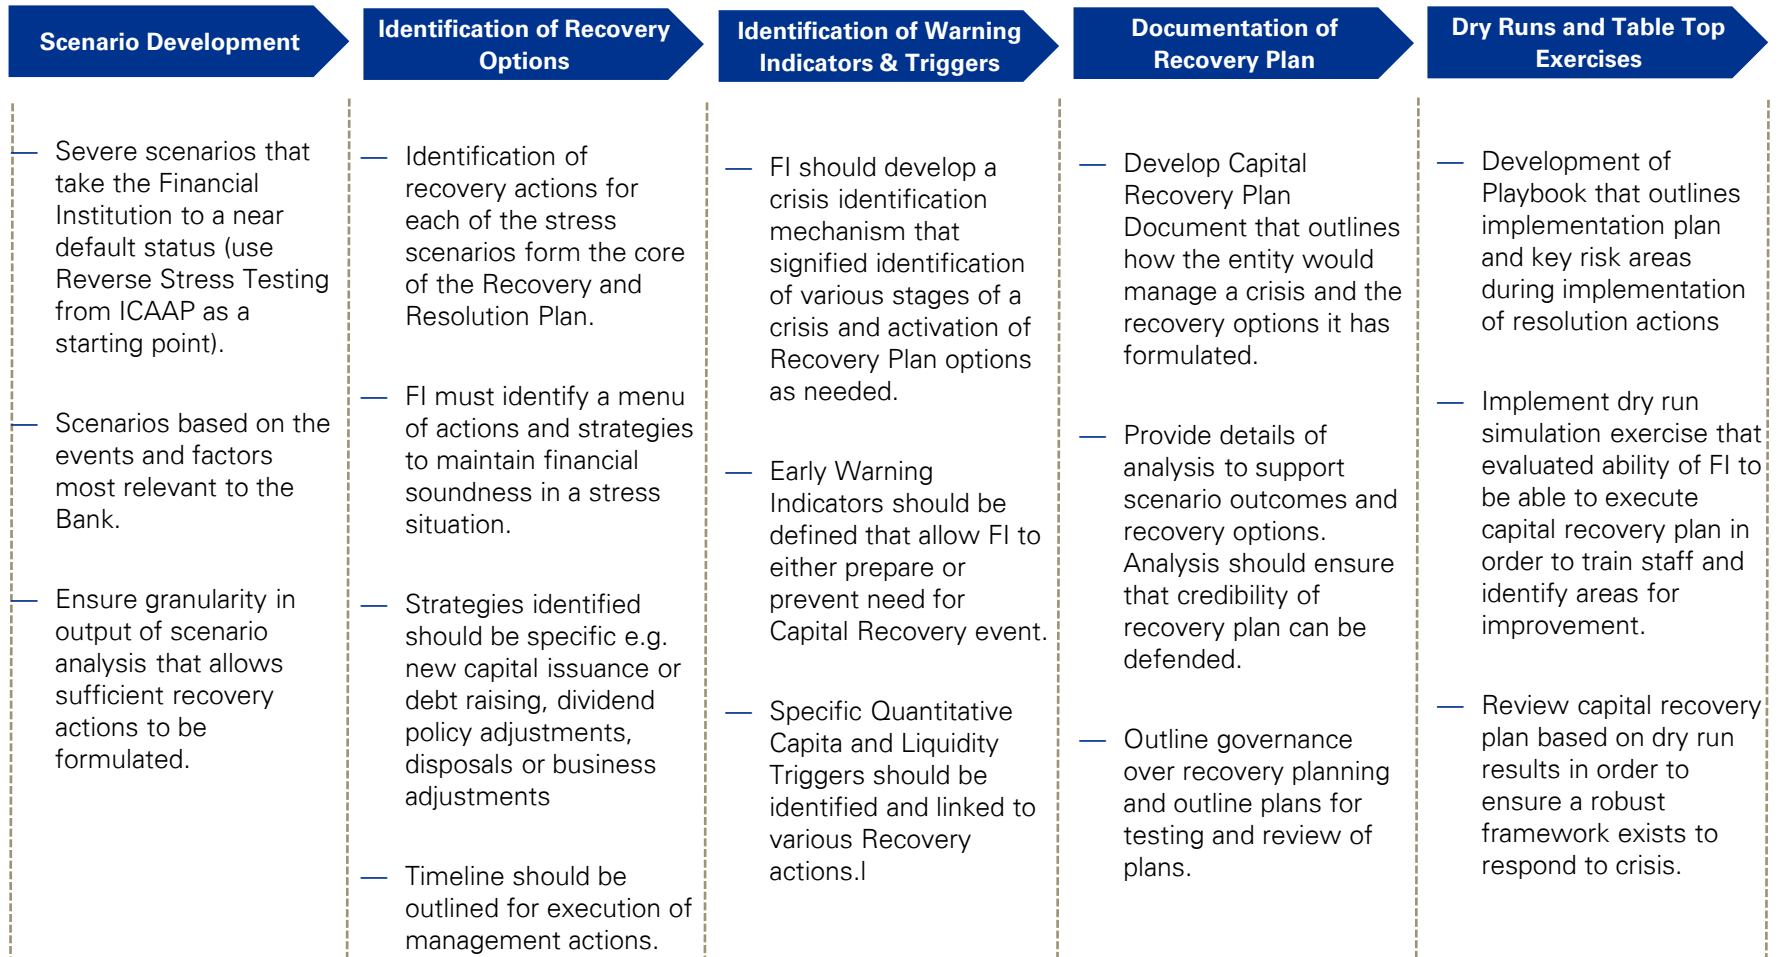 Scenario Development
Identification of Recovery
Options
Identification of Warning
Indicators & Triggers
Documentation of
Recovery Plan
Dry Runs and Table Top
Exercises
— Severe scenarios that
take the Financial
Institution to a near
default status (use
Reverse Stress Testing
from ICAAP as a
starting point).
— Scenarios based on the
events and factors
most relevant to the
Bank.
— Ensure granularity in
output of scenario
analysis that allows
sufficient recovery
actions to be
formulated.
— Identification of
recovery actions for
each of the stress
scenarios form the core
of the Recovery and
Resolution Plan.
— FI must identify a menu
of actions and strategies
to maintain financial
soundness in a stress
situation.
— Strategies identified
should be specific e.g.
new capital issuance or
debt raising, dividend
policy adjustments,
disposals or business
adjustments
— Timeline should be
outlined for execution of
management actions.
— FI should develop a
crisis identification
mechanism that
signified identification
of various stages of a
crisis and activation of
Recovery Plan options
as needed.
— Early Warning
Indicators should be
defined that allow FI to
either prepare or
prevent need for
Capital Recovery event.
— Specific Quantitative
Capita and Liquidity
Triggers should be
identified and linked to
various Recovery
actions.l
— Develop Capital
Recovery Plan
Document that outlines
how the entity would
manage a crisis and the
recovery options it has
formulated.
— Provide details of
analysis to support
scenario outcomes and
recovery options.
Analysis should ensure
that credibility of
recovery plan can be
defended.
— Outline governance
over recovery planning
and outline plans for
testing and review of
plans.
— Development of
Playbook that outlines
implementation plan
and key risk areas
during implementation
of resolution actions
— Implement dry run
simulation exercise that
evaluated ability of FI to
be able to execute
capital recovery plan in
order to train staff and
identify areas for
improvement.
— Review capital recovery
plan based on dry run
results in order to
ensure a robust
framework exists to
respond to crisis.